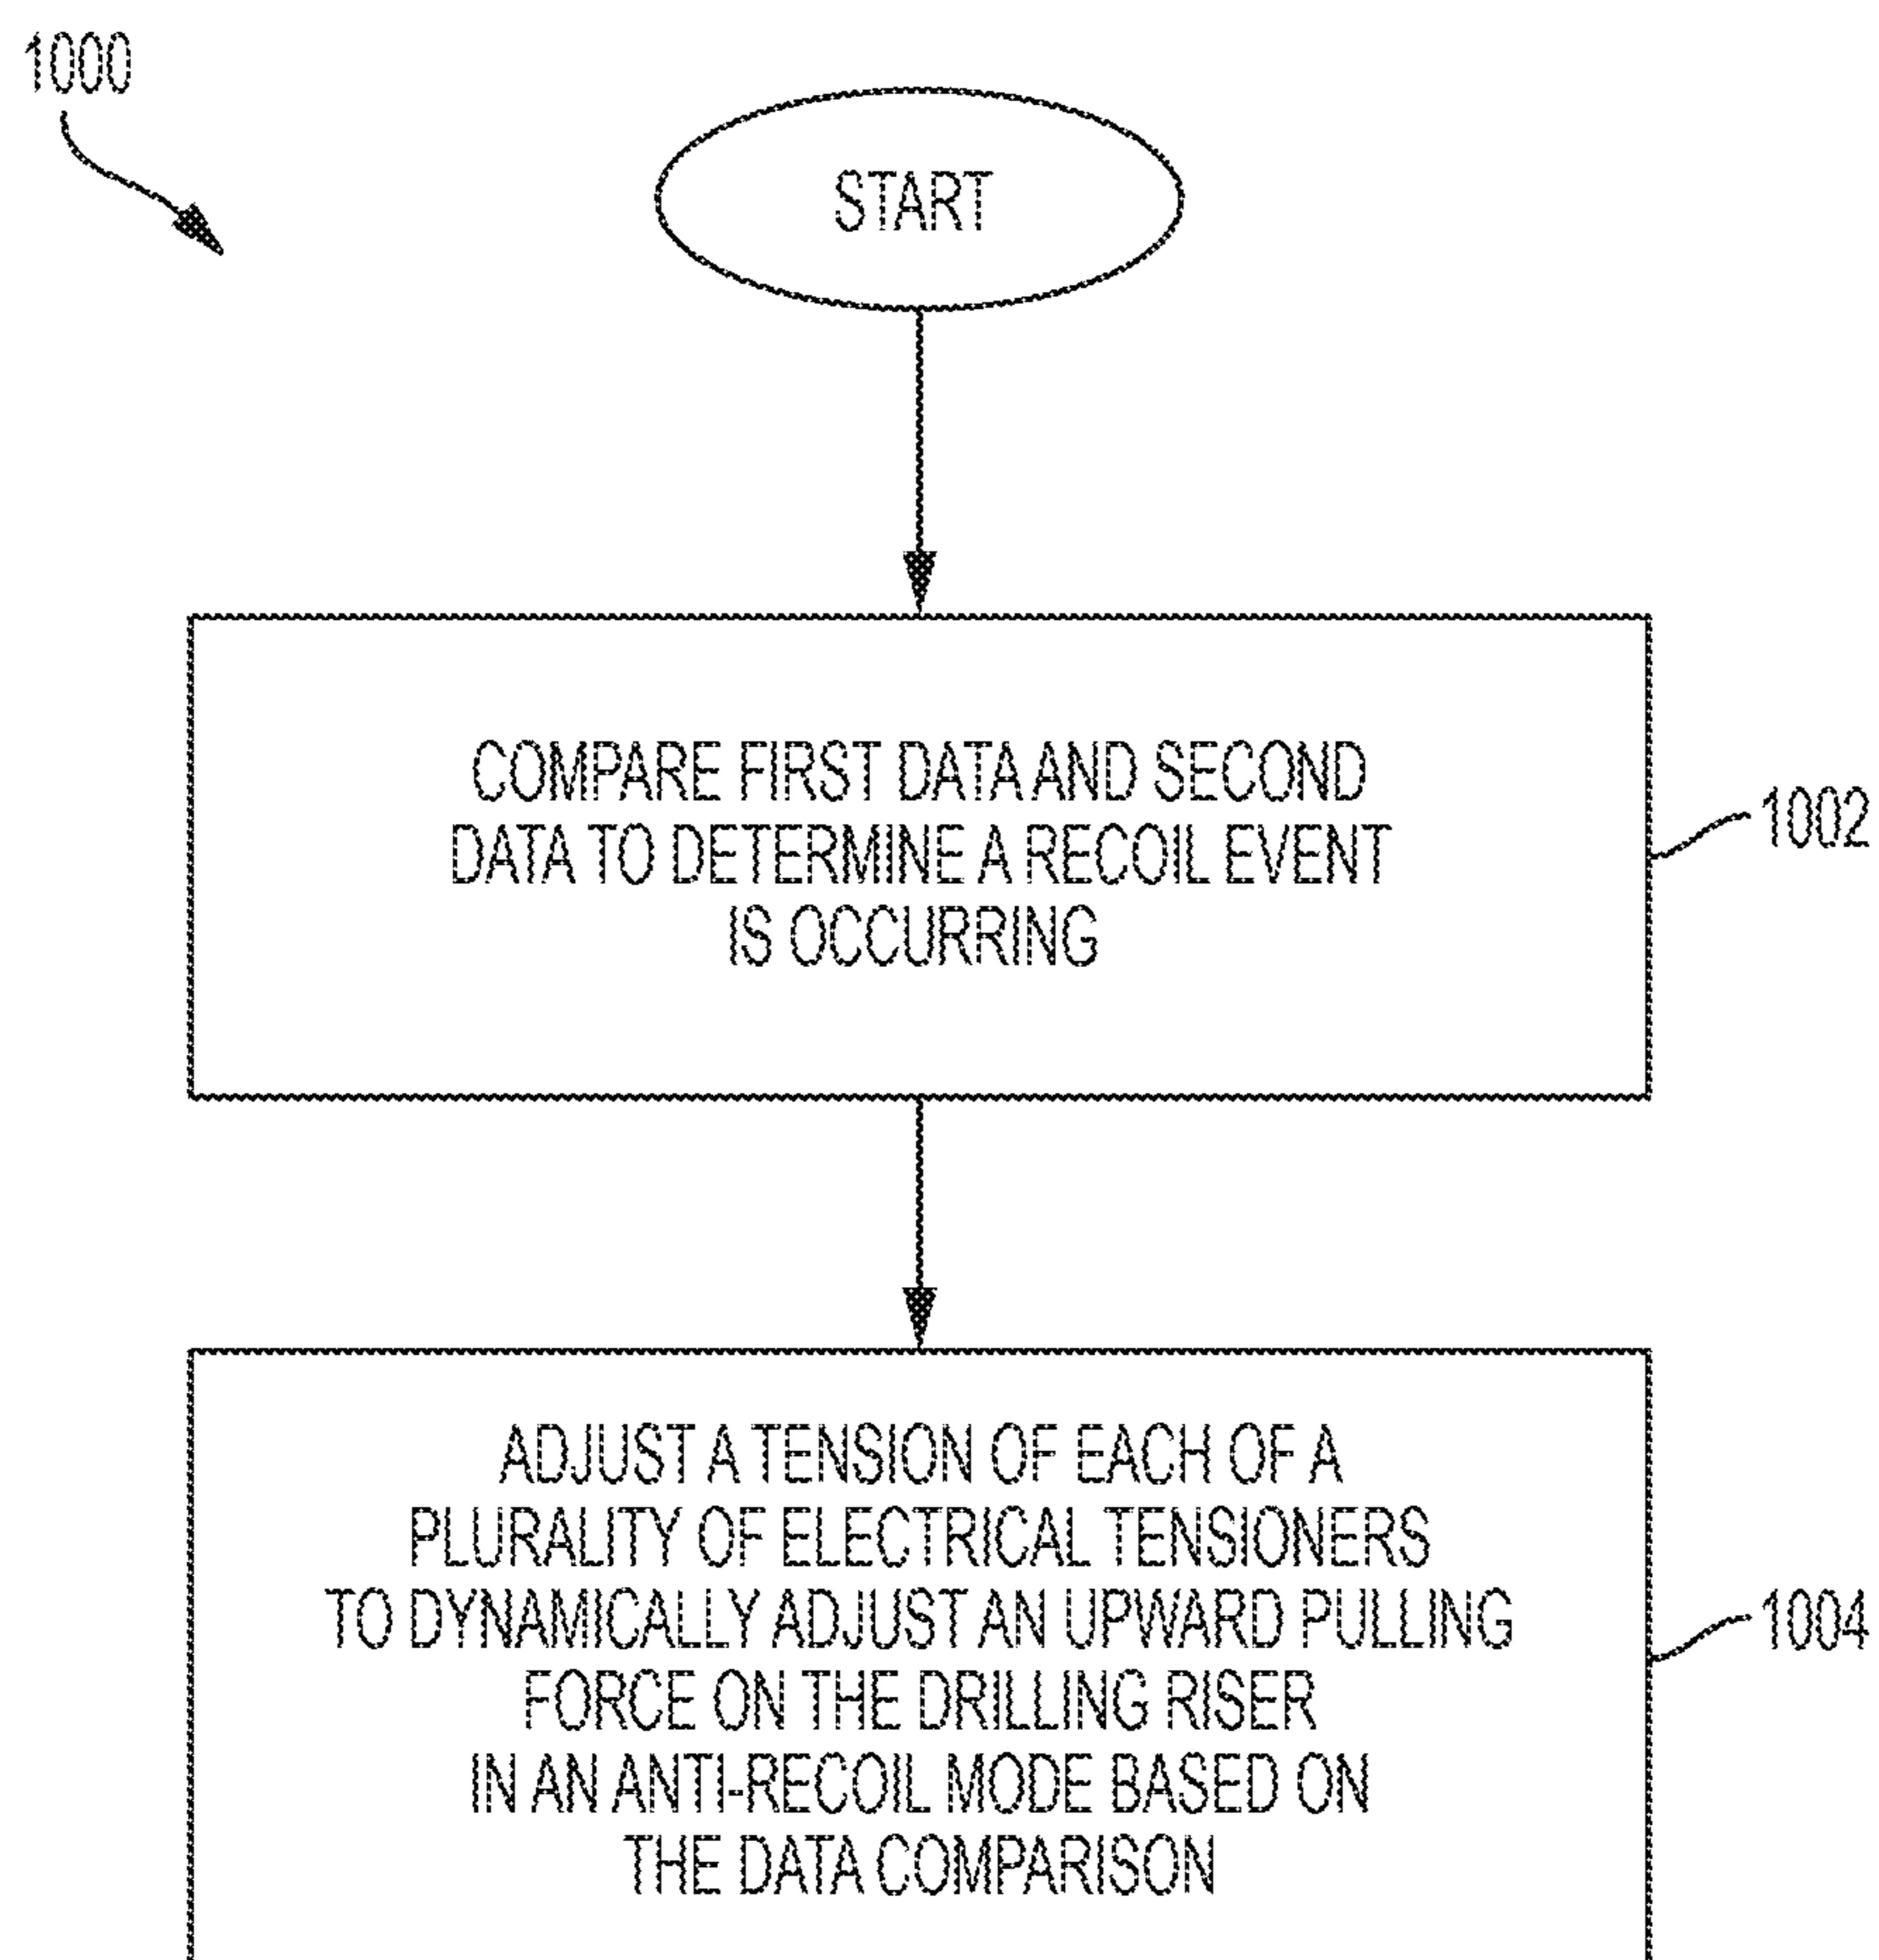 1000
START
COMPARE FIRST DATA AND SECOND
DATA TO DETERMINE A RECOIL EVENT
IS OCCURRING
1002
ADJUST A TENSION OF EACH OF A
PLURALITY OF ELECTRICAL TENSIONERS
TO DYNAMICALLY ADJUST AN UPWARD PULLING
FORCE ON THE DRILLING RISER
IN AN ANTI-RECOIL MODE BASED ON
THE DATA COMPARISON
1004